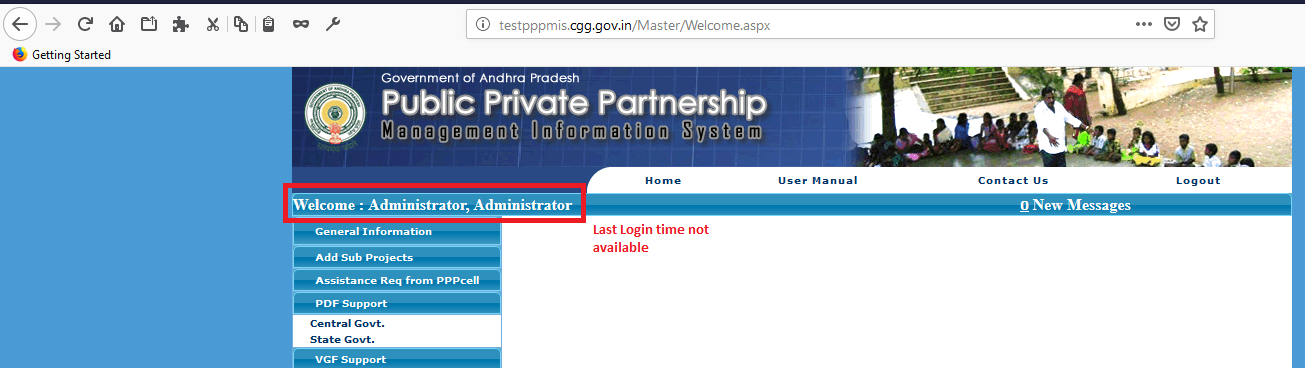 testpppmis.cgg.gov.in/Master/Welcome.aspx
Getting Started
Government of Andhra Pradesh
Public Private Partnership
Management Information System
Home User Manual Contact Us Logout
Welcome : Administrator, Administrator 0 New Messages
General Information
Last Login time not
available
Add Sub Projects
Assistance Req from PPPcell
PDF Support
Central Govt.
State Govt.
VGF Support